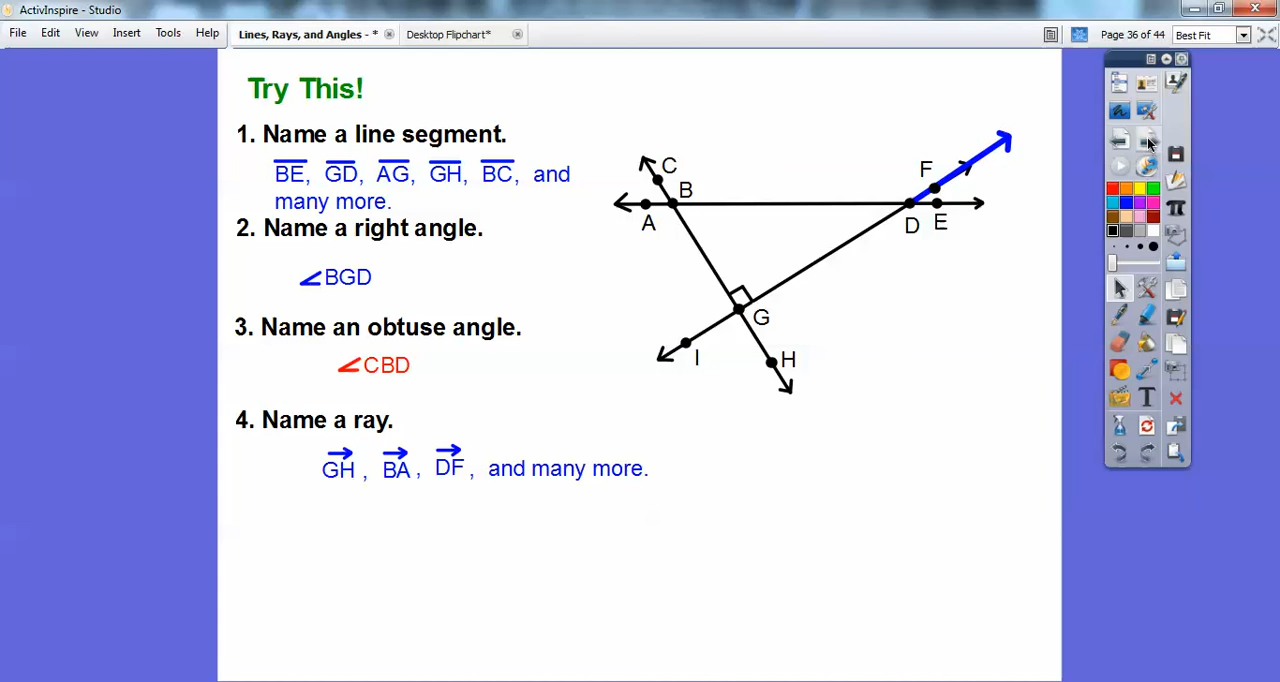 ActivInspire - Studio
File Edit View Insert Tools Help
Lines, Rays, and Angles - * Desktop Flipchart*
Page 36 of 44 Best Fit
Try This!
1. Name a line segment.
BE, GD, AG, GH, BC, and
many more.
2. Name a right angle.
∠BGD
3. Name an obtuse angle.
∠CBD
4. Name a ray.
GH, BA, DF, and many more.
C
B
A
F
D E
G
I
H
T